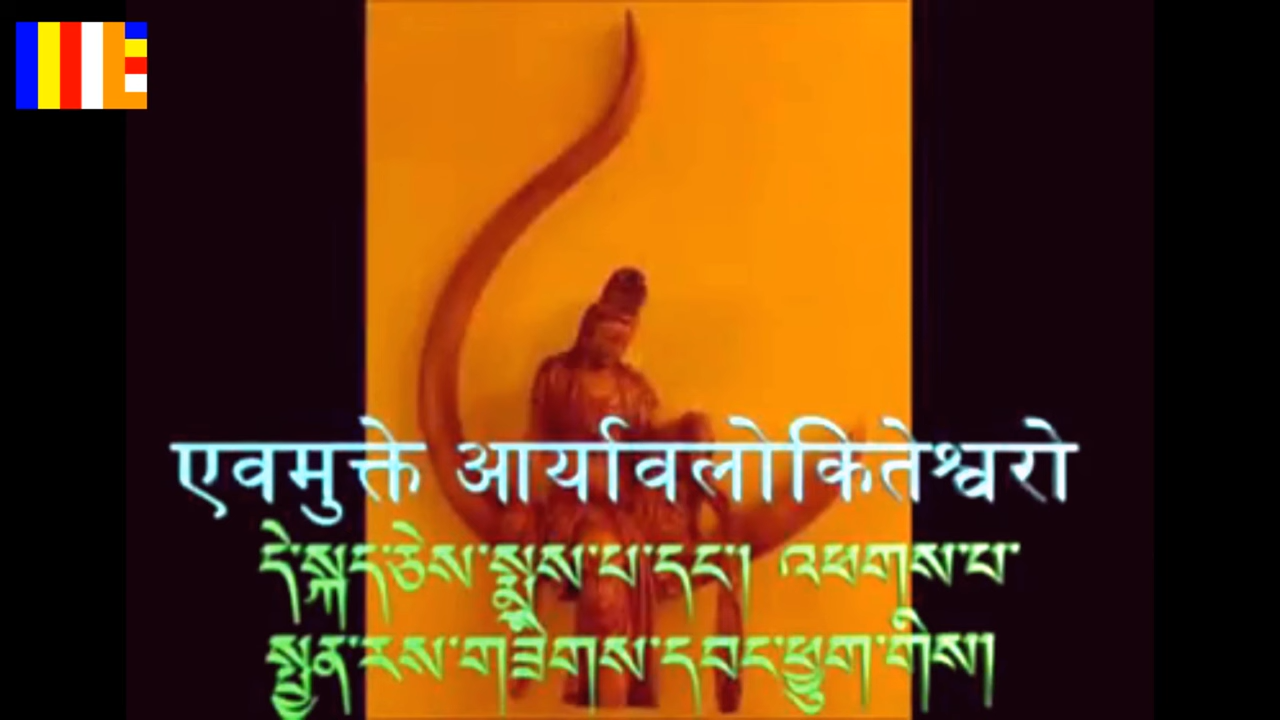 एवमुक्ते आर्यावलोकितेश्वरो
དེ་སྐད་ཅེས་སྨྲས་པ་དང་། འཕགས་པ་
སྤྱན་རས་གཟིགས་དབང་ཕྱུག་གིས།